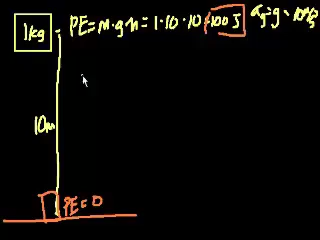 1kg PE = m·g·h = 1·10·10 = 100 J
10m
PE = 0